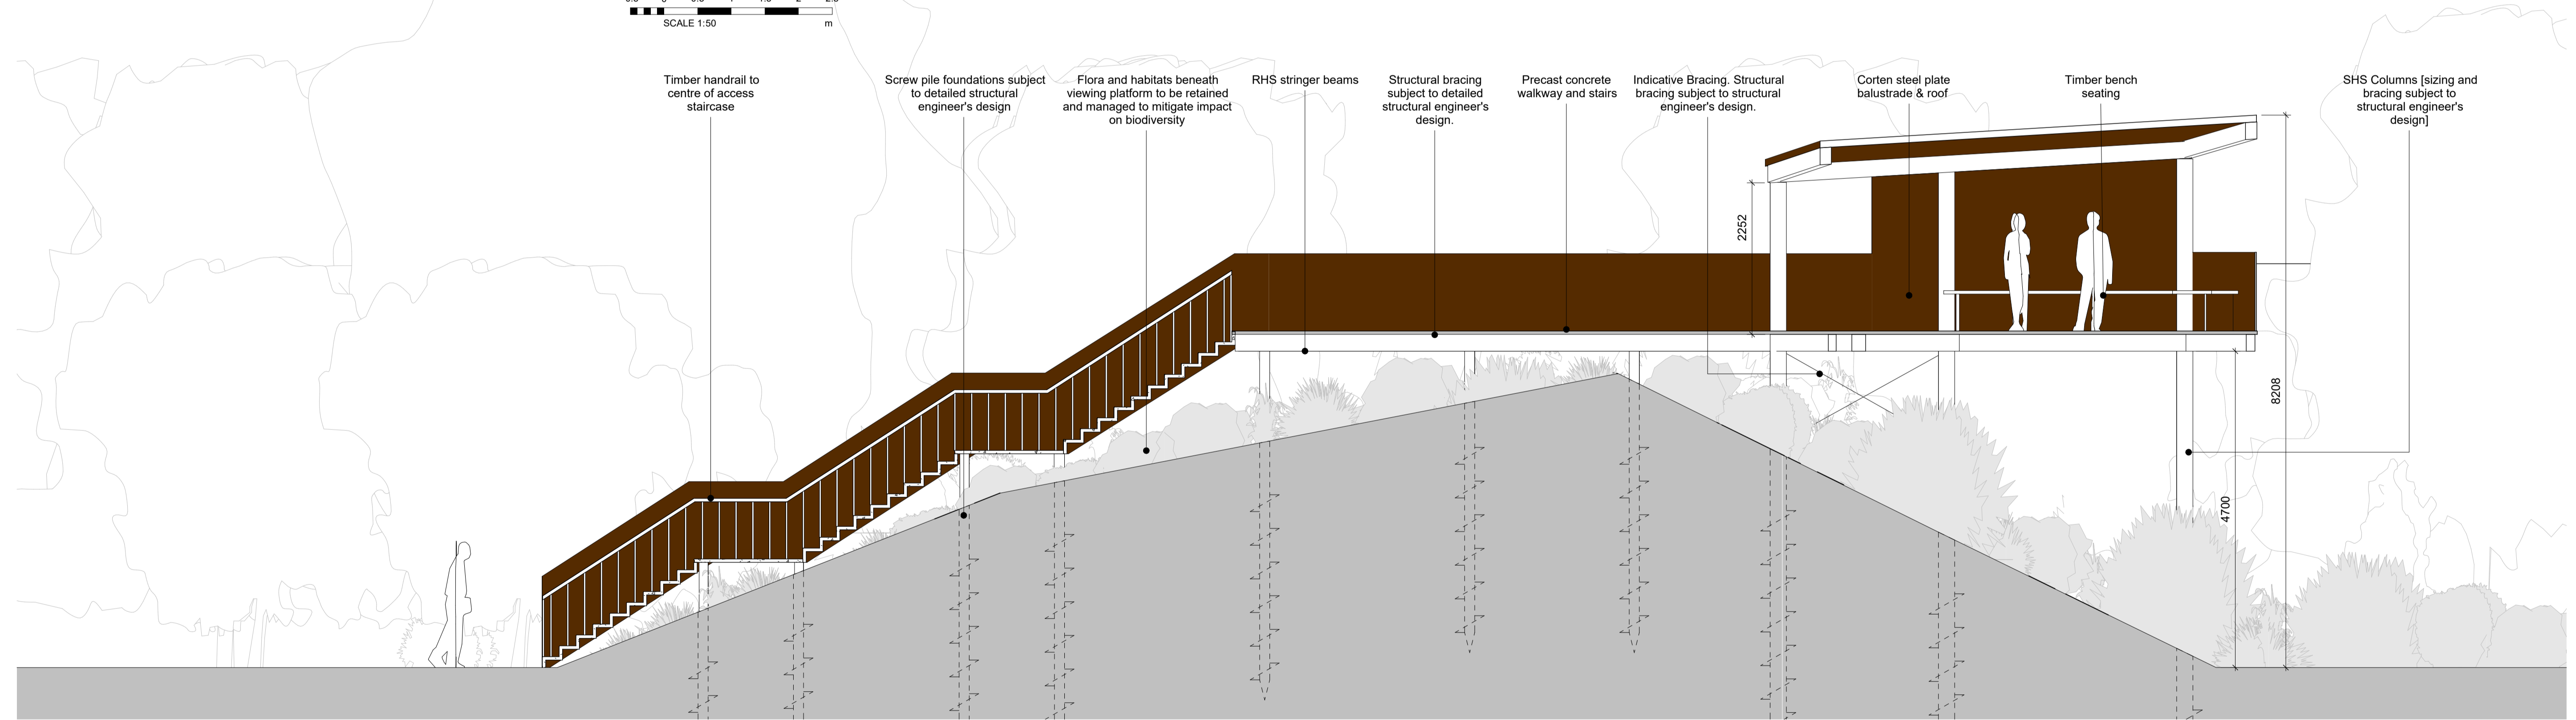 SCALE 1:50
m
Timber handrail to
centre of access
staircase
Screw pile foundations subject
to detailed structural
engineer's design
Flora and habitats beneath
viewing platform to be retained
and managed to mitigate impact
on biodiversity
RHS stringer beams
Structural bracing
subject to detailed
structural engineer's
design.
Precast concrete
walkway and stairs
Indicative Bracing. Structural
bracing subject to structural
engineer's design.
Corten steel plate
balustrade & roof
Timber bench
seating
SHS Columns [sizing and
bracing subject to
structural engineer's
design]
2252
8208
4700